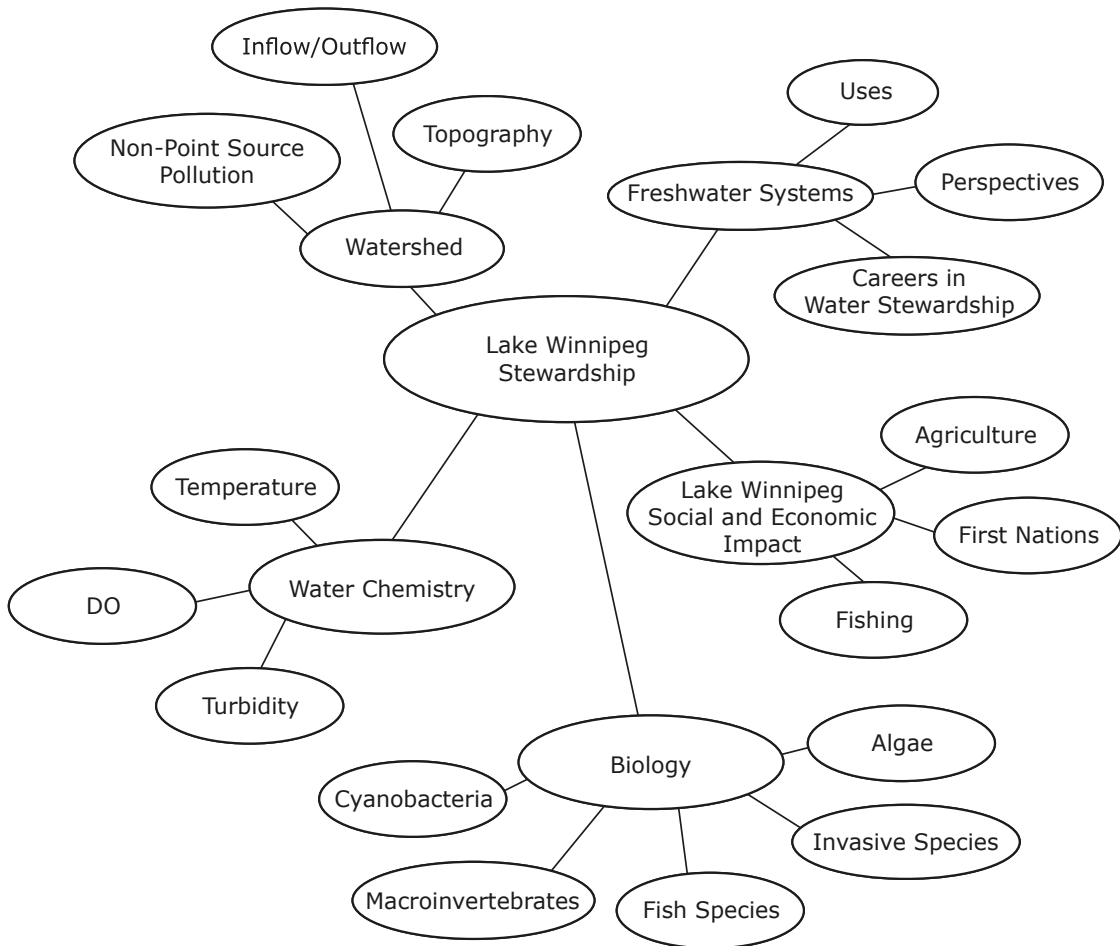 Inflow/Outflow
Uses
Topography
Non-Point Source
Pollution
Perspectives
Freshwater Systems
Watershed
Careers in
Water Stewardship
Lake Winnipeg
Stewardship
Agriculture
Temperature
Lake Winnipeg
Social and Economic
Impact
First Nations
Water Chemistry
DO
Fishing
Turbidity
Algae
Biology
Cyanobacteria
Invasive Species
Macroinvertebrates
Fish Species